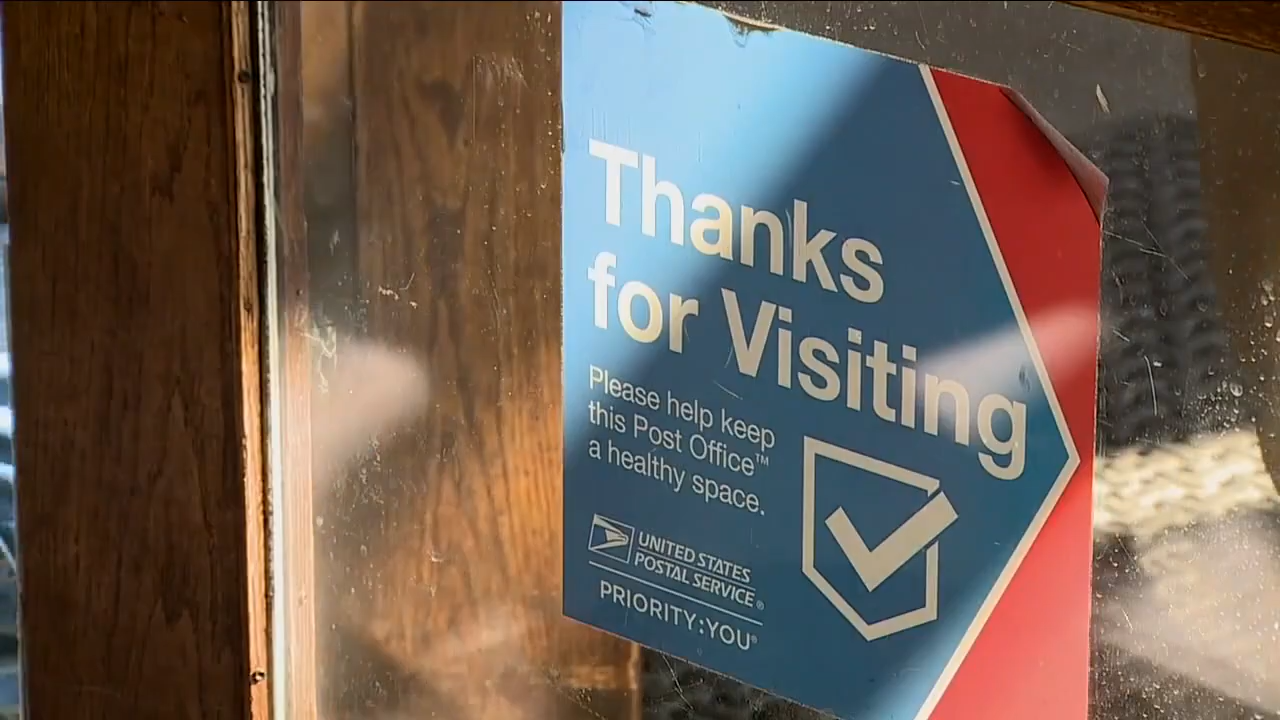 Thanks
for Visiting
Please help keep
this Post Office™
a healthy space.
UNITED STATES
POSTAL SERVICE®
PRIORITY:YOU®